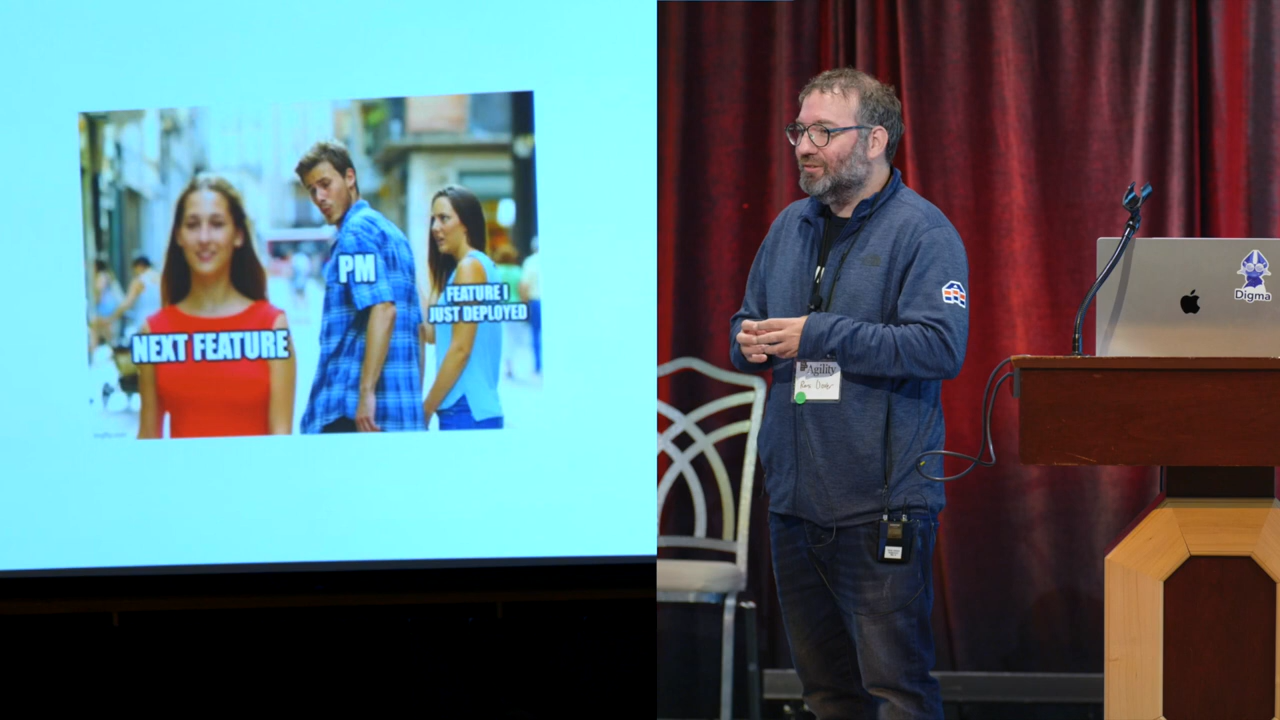 PM
FEATURE I
JUST DEPLOYED
NEXT FEATURE
Digma
Agility